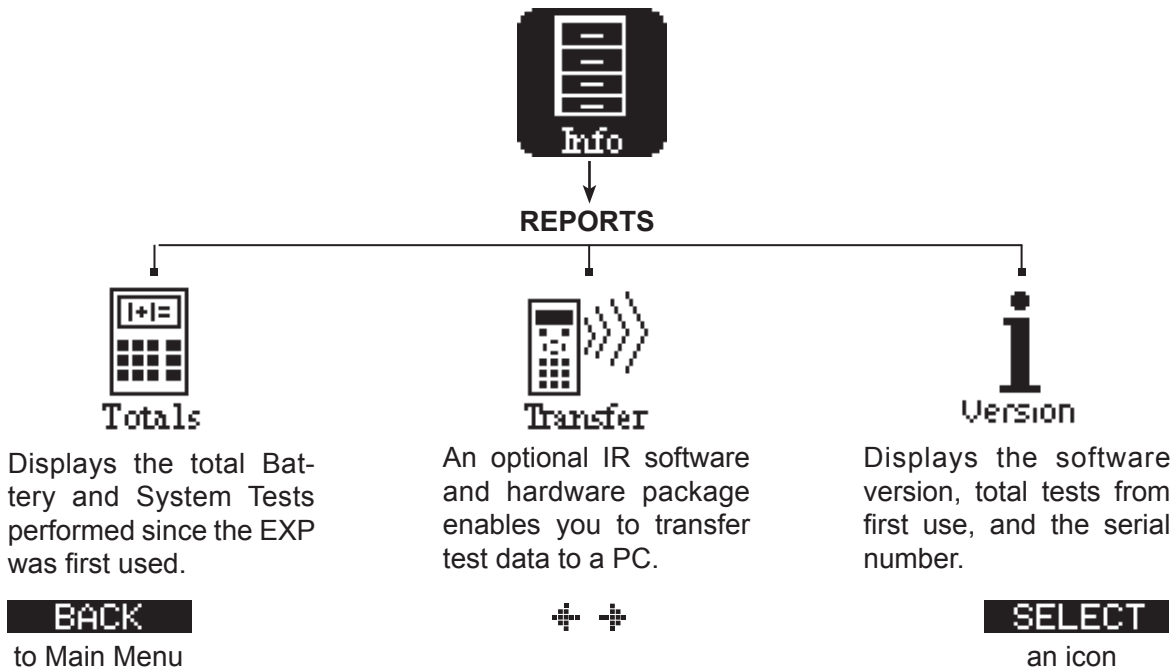 Info
REPORTS
|+|=
Totals
Displays the total Bat-
tery and System Tests
performed since the EXP
was first used.
Transfer
An optional IR software
and hardware package
enables you to transfer
test data to a PC.
i
Version
Displays the software
version, total tests from
first use, and the serial
number.
BACK
to Main Menu
SELECT
an icon